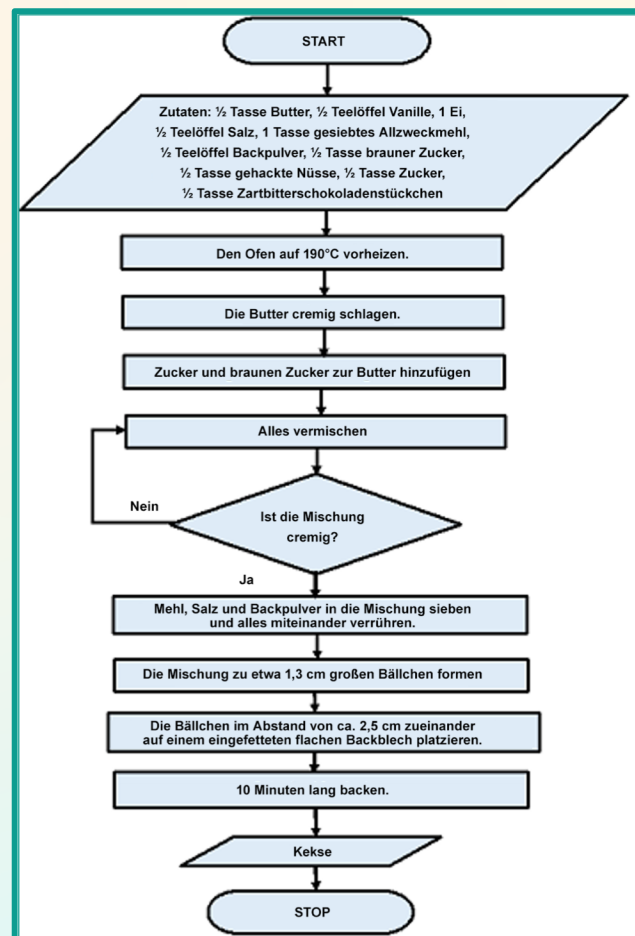 START
Zutaten: ½ Tasse Butter, ½ Teelöffel Vanille, 1 Ei,
½ Teelöffel Salz, 1 Tasse gesiebtes Allzweckmehl,
½ Teelöffel Backpulver, ½ Tasse brauner Zucker,
½ Tasse gehackte Nüsse, ½ Tasse Zucker,
½ Tasse Zartbitterschokoladenstückchen
Den Ofen auf 190°C vorheizen.
Die Butter cremig schlagen.
Zucker und braunen Zucker zur Butter hinzufügen
Alles vermischen
Nein
Ist die Mischung
cremig?
Ja
Mehl, Salz und Backpulver in die Mischung sieben
und alles miteinander verrühren.
Die Mischung zu etwa 1,3 cm großen Bällchen formen
Die Bällchen im Abstand von ca. 2,5 cm zueinander
auf einem eingefetteten flachen Backblech platzieren.
10 Minuten lang backen.
Kekse
STOP